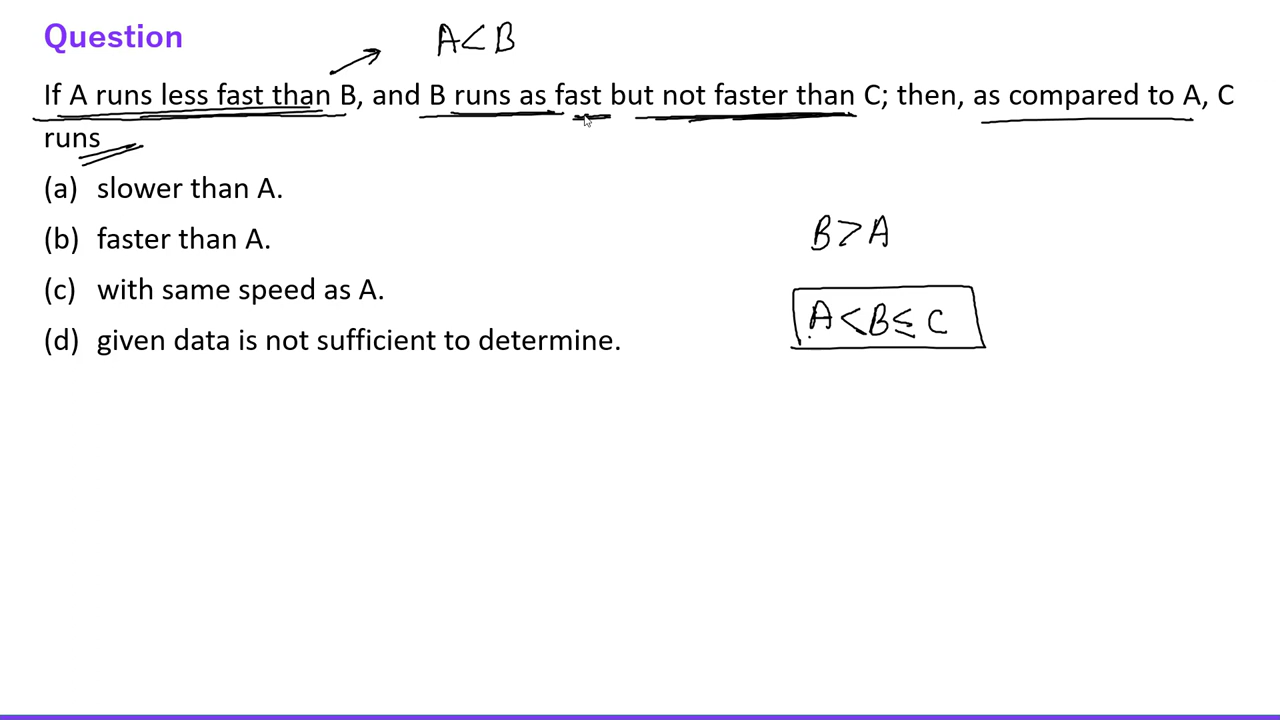 Question
A<B
If A runs less fast than B, and B runs as fast but not faster than C; then, as compared to A, C
runs
(a) slower than A.
(b) faster than A.
(c) with same speed as A.
(d) given data is not sufficient to determine.
B>A
A<B≤C